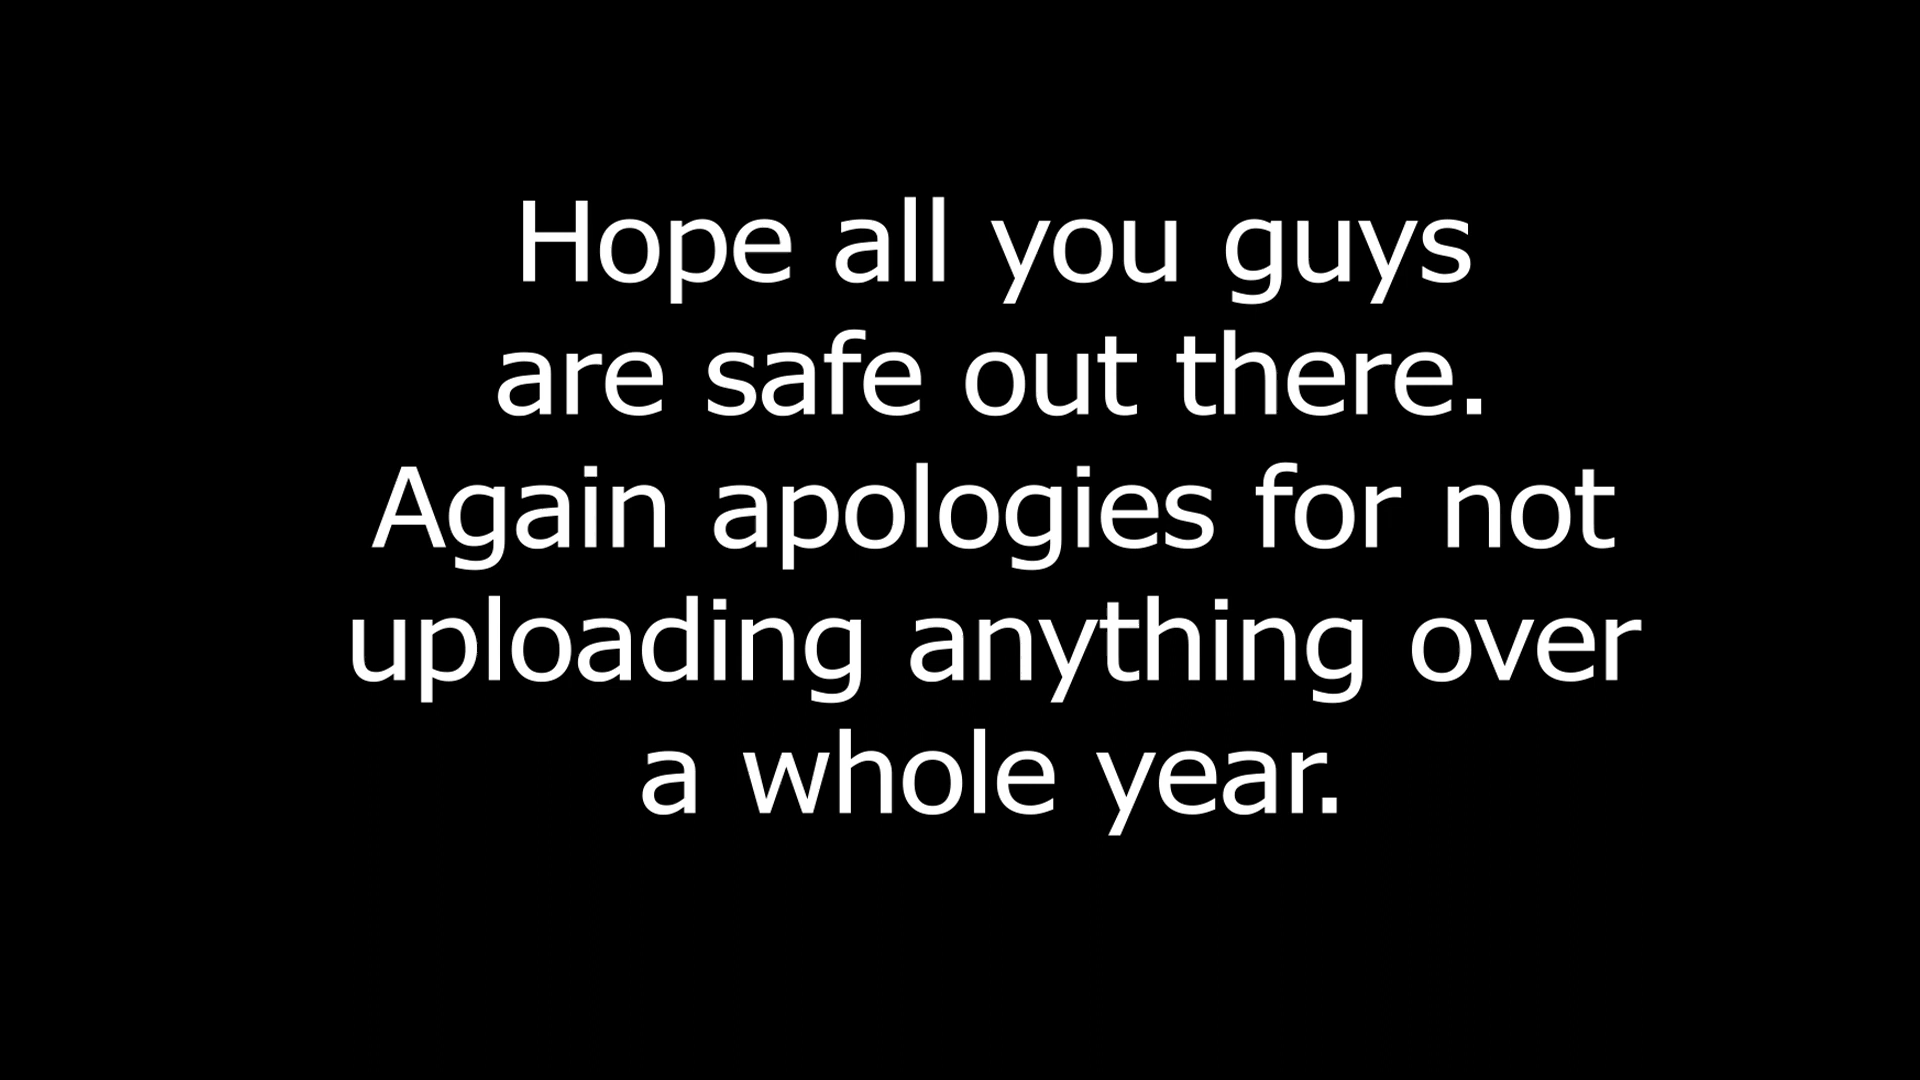 Hope all you guys
are safe out there.
Again apologies for not
uploading anything over
a whole year.